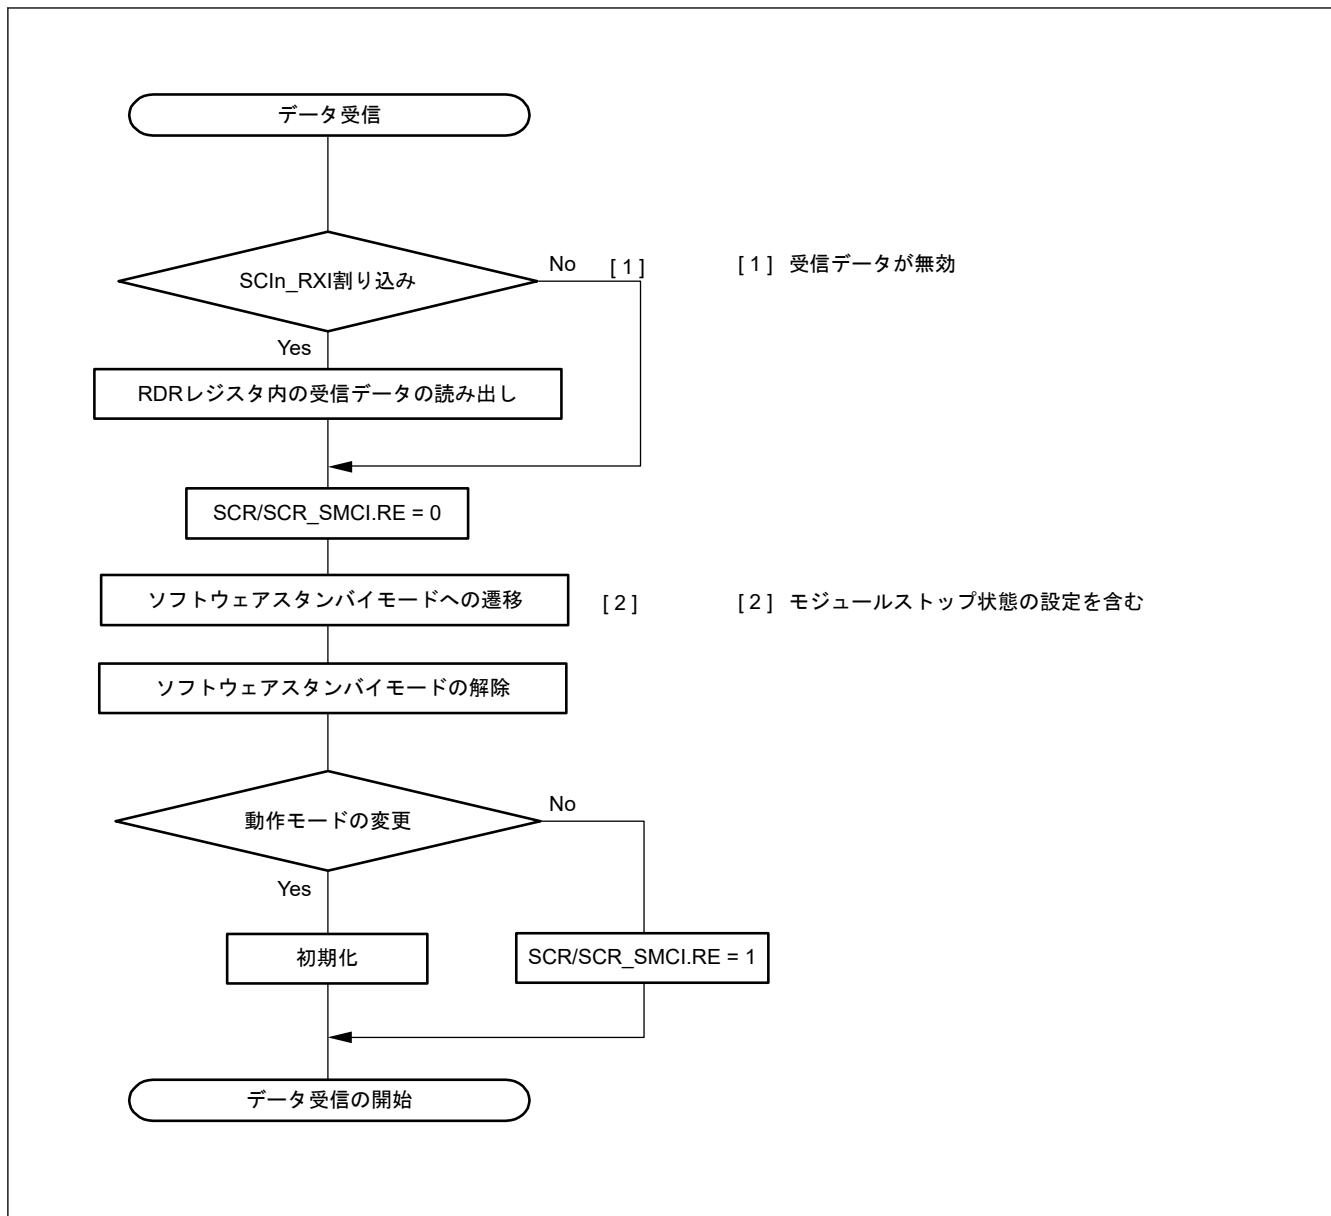 データ受信
SCIn_RXI割り込み
No
[ 1 ]
[ 1 ] 受信データが無効
Yes
RDRレジスタ内の受信データの読み出し
SCR/SCR_SMCI.RE = 0
ソフトウェアスタンバイモードへの遷移
[ 2 ]
[ 2 ] モジュールストップ状態の設定を含む
ソフトウェアスタンバイモードの解除
動作モードの変更
No
Yes
初期化
SCR/SCR_SMCI.RE = 1
データ受信の開始